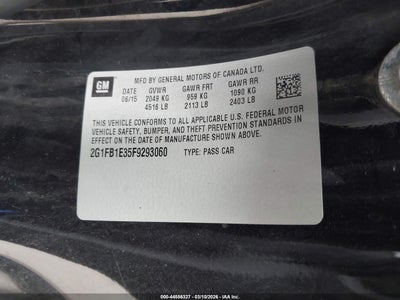 GM
MFD BY GENERAL MOTORS OF CANADA LTD.
DATE GVWR GAWR FRT GAWR RR
06/15 2049 KG 959 KG 1090 KG
4516 LB 2113 LB 2403 LB
THIS VEHICLE CONFORMS TO ALL APPLICABLE U.S. FEDERAL MOTOR
VEHICLE SAFETY, BUMPER, AND THEFT PREVENTION STANDARDS IN
EFFECT ON THE DATE OF MANUFACTURE SHOWN ABOVE.
2G1FB1E35F9293060 TYPE: PASS CAR
000-44556327 - 03/10/2026 - IAA Inc.